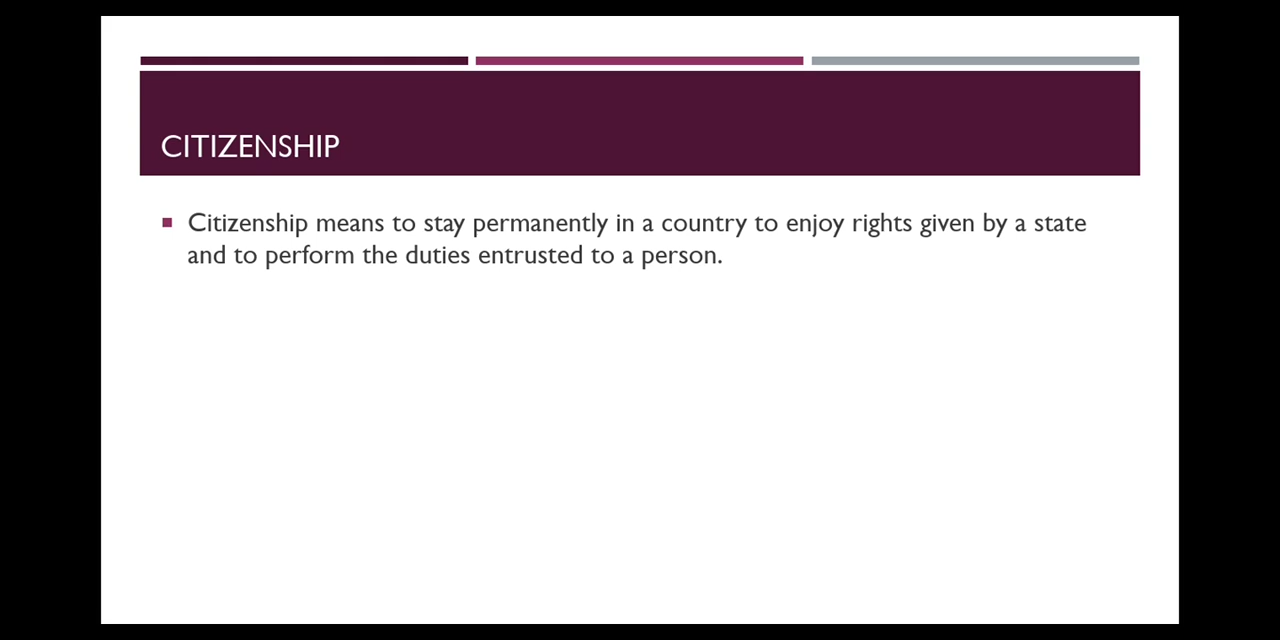 CITIZENSHIP
Citizenship means to stay permanently in a country to enjoy rights given by a state
and to perform the duties entrusted to a person.